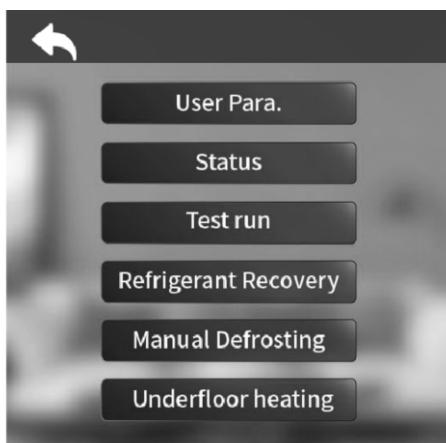 User Para.
Status
Test run
Refrigerant Recovery
Manual Defrosting
Underfloor heating